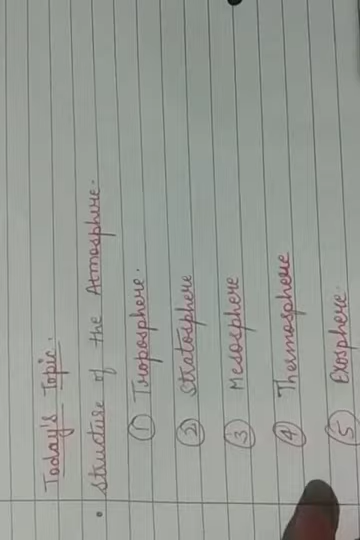 Today's Topic.
• Structure of the Atmosphere.
① Troposphere.
② Stratosphere
③ Mesosphere
④ Thermosphere
⑤ Exosphere.